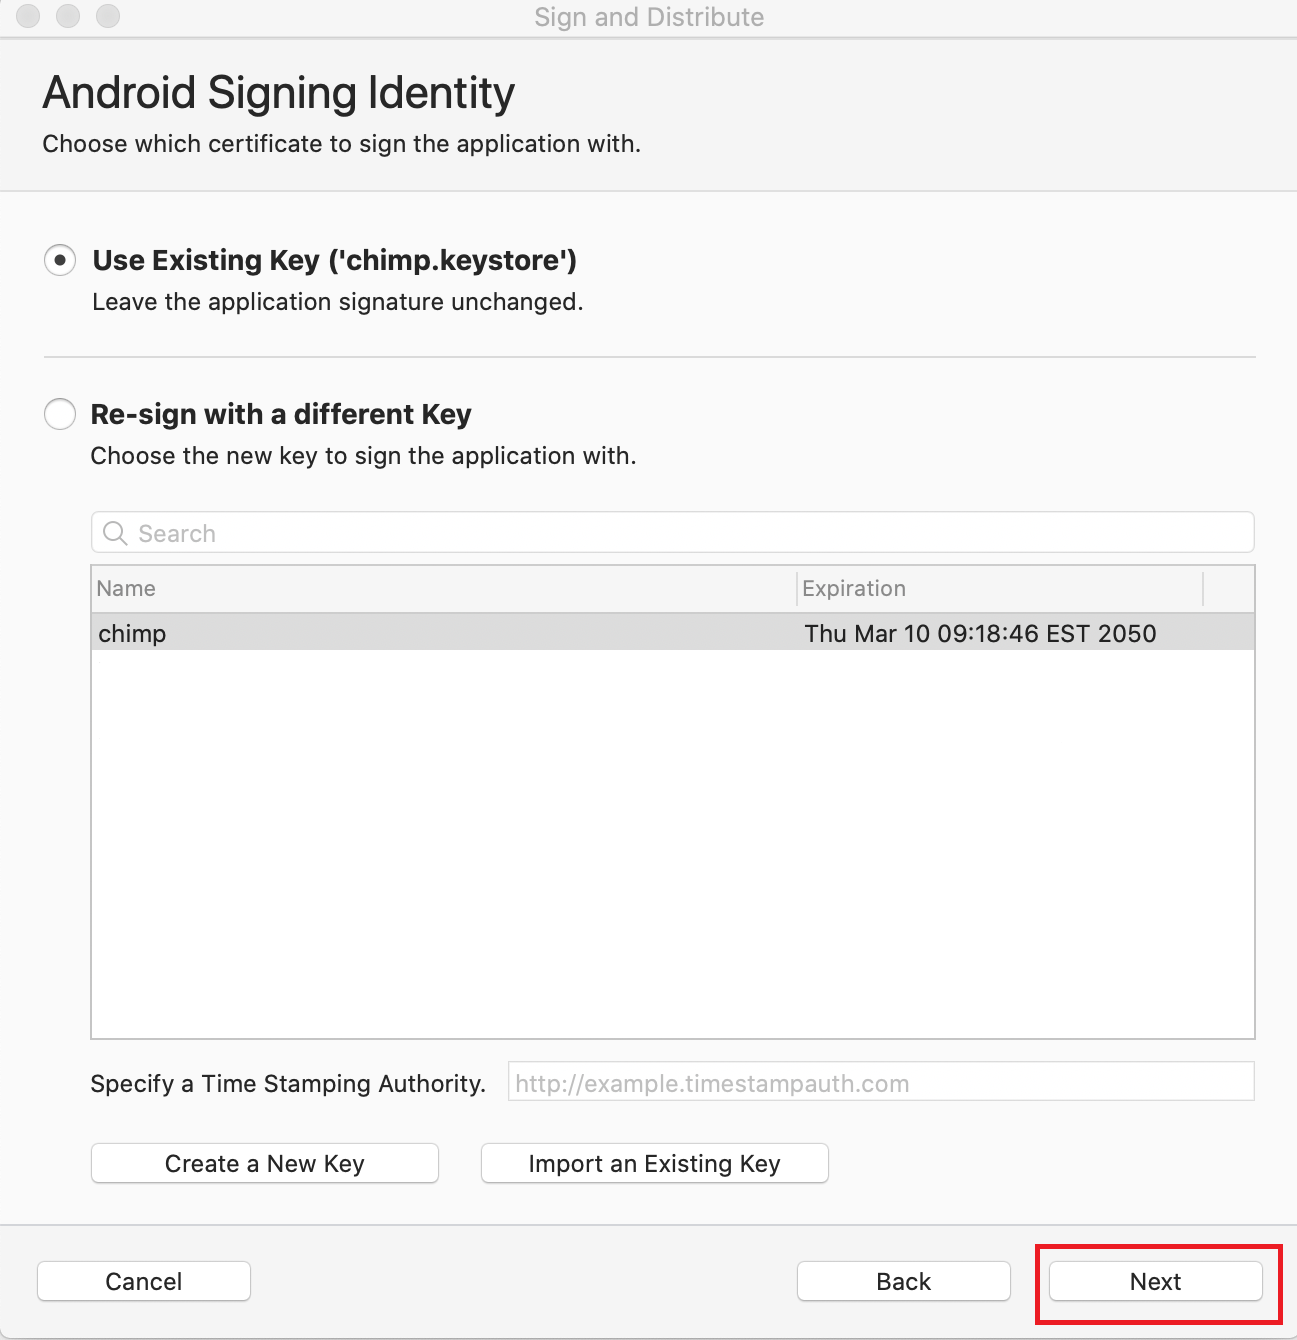 Sign and Distribute
Android Signing Identity
Choose which certificate to sign the application with.
Use Existing Key ('chimp.keystore')
Leave the application signature unchanged.
Re-sign with a different Key
Choose the new key to sign the application with.
Search
Name Expiration
chimp Thu Mar 10 09:18:46 EST 2050
Specify a Time Stamping Authority. http://example.timestampauth.com
Create a New Key Import an Existing Key
Cancel Back Next